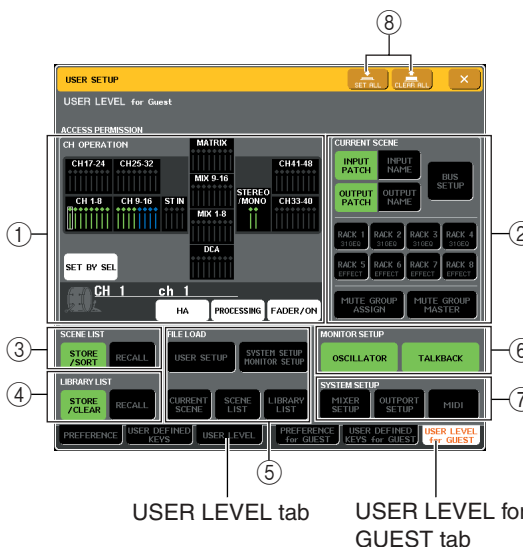 ⑧
USER SETUP
SET ALL
CLEAR ALL
×
USER LEVEL for Guest
ACCESS PERMISSION
CH OPERATION
MATRIX
CH17-24
CH25-32
CH41-48
MIX 9-16
CH 1-8
CH 9-16
ST IN
STEREO
/MONO
CH33-40
MIX 1-8
DCA
SET BY SEL
CH 1
ch 1
HA
PROCESSING
FADER/ON
①
CURRENT SCENE
INPUT
PATCH
INPUT
NAME
BUS
SETUP
OUTPUT
PATCH
OUTPUT
NAME
RACK 1
31GEQ
RACK 2
31GEQ
RACK 3
31GEQ
RACK 4
31GEQ
RACK 5
EFFECT
RACK 6
EFFECT
RACK 7
EFFECT
RACK 8
EFFECT
MUTE GROUP
ASSIGN
MUTE GROUP
MASTER
②
③
SCENE LIST
STORE
/SORT
RECALL
④
LIBRARY LIST
STORE
/CLEAR
RECALL
FILE LOAD
USER SETUP
SYSTEM SETUP
MONITOR SETUP
CURRENT
SCENE
SCENE
LIST
LIBRARY
LIST
MONITOR SETUP
OSCILLATOR
TALKBACK
⑥
SYSTEM SETUP
MIXER
SETUP
OUTPORT
SETUP
MIDI
⑦
PREFERENCE
USER DEFINED
KEYS
USER LEVEL
PREFERENCE
for GUEST
USER DEFINED
KEYS for GUEST
USER LEVEL
for GUEST
⑤
USER LEVEL tab
USER LEVEL for
GUEST tab